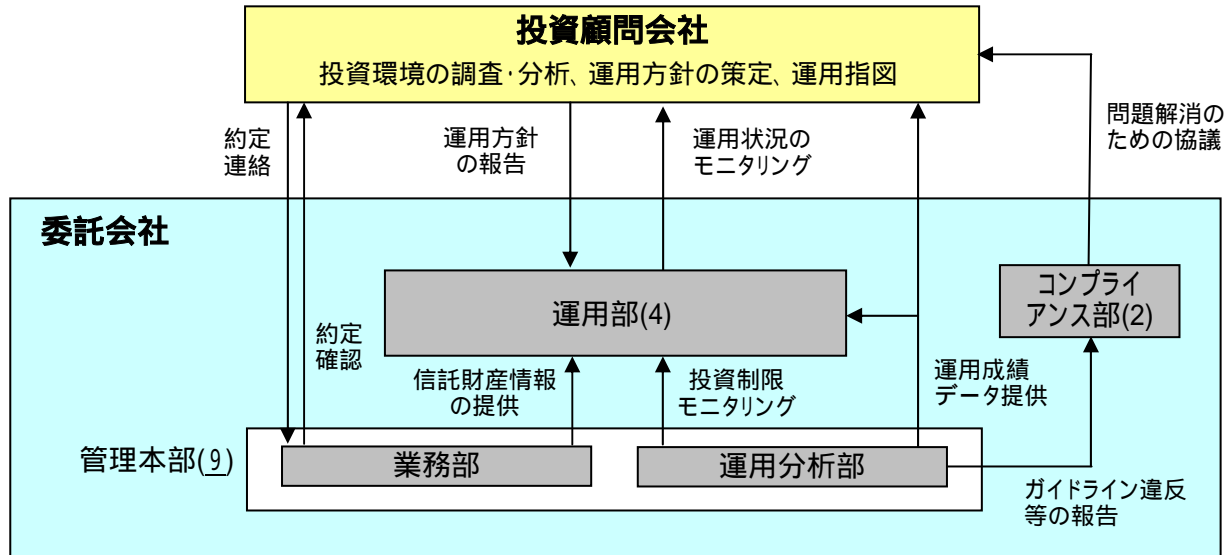 投資顧問会社
投資環境の調査・分析、運用方針の策定、運用指図
約定
連絡
運用方針
の報告
運用状況の
モニタリング
問題解消の
ための協議
委託会社
運用部(4)
コンプライ
アンス部(2)
約定
確認
信託財産情報
の提供
投資制限
モニタリング
運用成績
データ提供
管理本部(9)
業務部
運用分析部
ガイドライン違反
等の報告